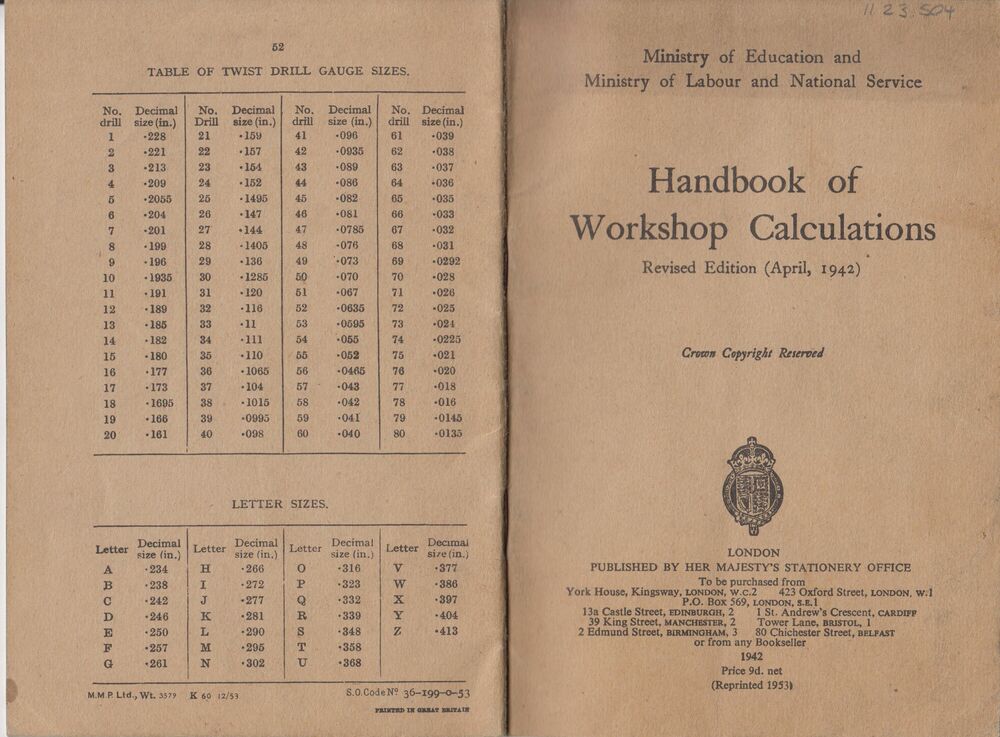 52
TABLE OF TWIST DRILL GAUGE SIZES.
No. drill Decimal size (in.) No. Drill Decimal size (in.) No. drill Decimal size (in.) No. drill Decimal size (in.)
1 ·228 21 ·159 41 ·096 61 ·039
2 ·221 22 ·157 42 ·0935 62 ·038
3 ·213 23 ·154 43 ·089 63 ·037
4 ·209 24 ·152 44 ·086 64 ·036
5 ·2055 25 ·1495 45 ·082 65 ·035
6 ·204 26 ·147 46 ·081 66 ·033
7 ·201 27 ·144 47 ·0785 67 ·032
8 ·199 28 ·1405 48 ·076 68 ·031
9 ·196 29 ·136 49 ·073 69 ·0292
10 ·1935 30 ·1285 50 ·070 70 ·028
11 ·191 31 ·120 51 ·067 71 ·026
12 ·189 32 ·116 52 ·0635 72 ·025
13 ·185 33 ·11 53 ·0595 73 ·024
14 ·182 34 ·111 54 ·055 74 ·0225
15 ·180 35 ·110 55 ·052 75 ·021
16 ·177 36 ·1065 56 ·0465 76 ·020
17 ·173 37 ·104 57 ·043 77 ·018
18 ·1695 38 ·1015 58 ·042 78 ·016
19 ·166 39 ·0995 59 ·041 79 ·0145
20 ·161 40 ·098 60 ·040 80 ·0135
LETTER SIZES.
Letter Decimal size (in.) Letter Decimal size (in.) Letter Decimal size (in.) Letter Decimal size (in.)
A ·234 H ·266 O ·316 V ·377
B ·238 I ·272 P ·323 W ·386
C ·242 J ·277 Q ·332 X ·397
D ·246 K ·281 R ·339 Y ·404
E ·250 L ·290 S ·348 Z ·413
F ·257 M ·295 T ·358
G ·261 N ·302 U ·368
M.M.P. Ltd., Wt. 3579 K 60 12/53 S.O. Code Nº 36-199-0-53
PRINTED IN GREAT BRITAIN
11 23 504
Ministry of Education and
Ministry of Labour and National Service
Handbook of
Workshop Calculations
Revised Edition (April, 1942)
Crown Copyright Reserved
LONDON
PUBLISHED BY HER MAJESTY'S STATIONERY OFFICE
To be purchased from
York House, Kingsway, LONDON, W.C.2 423 Oxford Street, LONDON, W.1
P.O. Box 569, LONDON, S.E.1
13a Castle Street, EDINBURGH, 2 1 St. Andrew's Crescent, CARDIFF
39 King Street, MANCHESTER, 2 Tower Lane, BRISTOL, 1
2 Edmund Street, BIRMINGHAM, 3 80 Chichester Street, BELFAST
or from any Bookseller
1942
Price 9d. net
(Reprinted 1953)